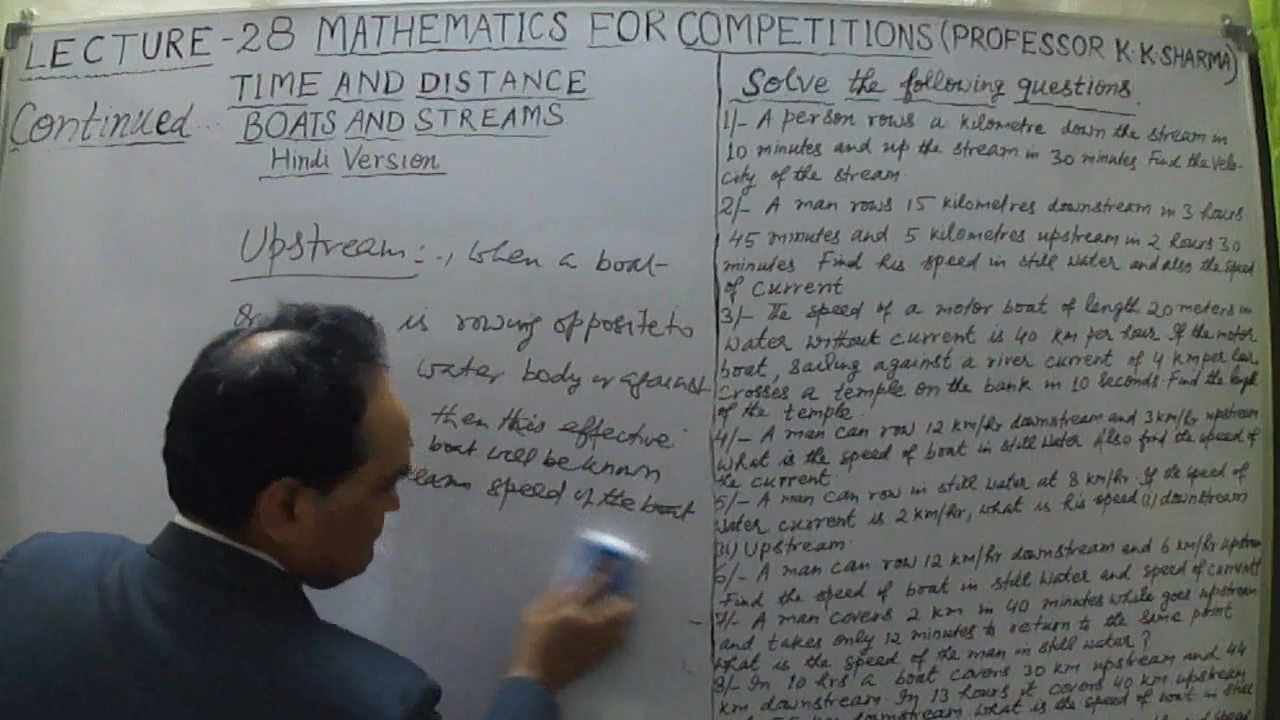 LECTURE-28 MATHEMATICS FOR COMPETITIONS (PROFESSOR K.K.SHARMA)
TIME AND DISTANCE
Continued...
BOATS AND STREAMS
Hindi Version
Upstream:-, when a boat
is rowing opposite to
water body or against
then this effective
boat will be known
speed of the boat
Solve the following questions.
1/- A person rows a kilometre down the stream in
10 minutes and up the stream in 30 minutes Find the velo-
city of the stream
2/- A man rows 15 kilometres downstream in 3 hours
45 minutes and 5 kilometres upstream in 2 hours 30
minutes Find his speed in still water and also the speed
of current
3/- The speed of a motor boat of length 20 meters in
water without current is 40 km per hour. If the motor
boat, sailing against a river current of 4 km per hour
crosses a temple on the bank in 10 seconds. Find the length
of the temple.
4/- A man can row 12 km/hr downstream and 3 km/hr upstream
what is the speed of boat in still water Also find the speed of
the current.
5/- A man can row in still water at 8 km/hr If the speed of
water current is 2 km/hr, what is his speed (i) downstream
(ii) Upstream.
6/- A man can row 12 km/hr downstream and 6 km/hr upstream
Find the speed of boat in still water and speed of current
7/- A man covers 2 km in 40 minutes while goes upstream
and takes only 12 minutes to return to the same point
what is the speed of the man in still water?
8/- In 10 hrs a boat covers 30 km upstream and 44
km downstream. In 13 hours it covers 40 km upstream
downstream what is the speed of boat in still